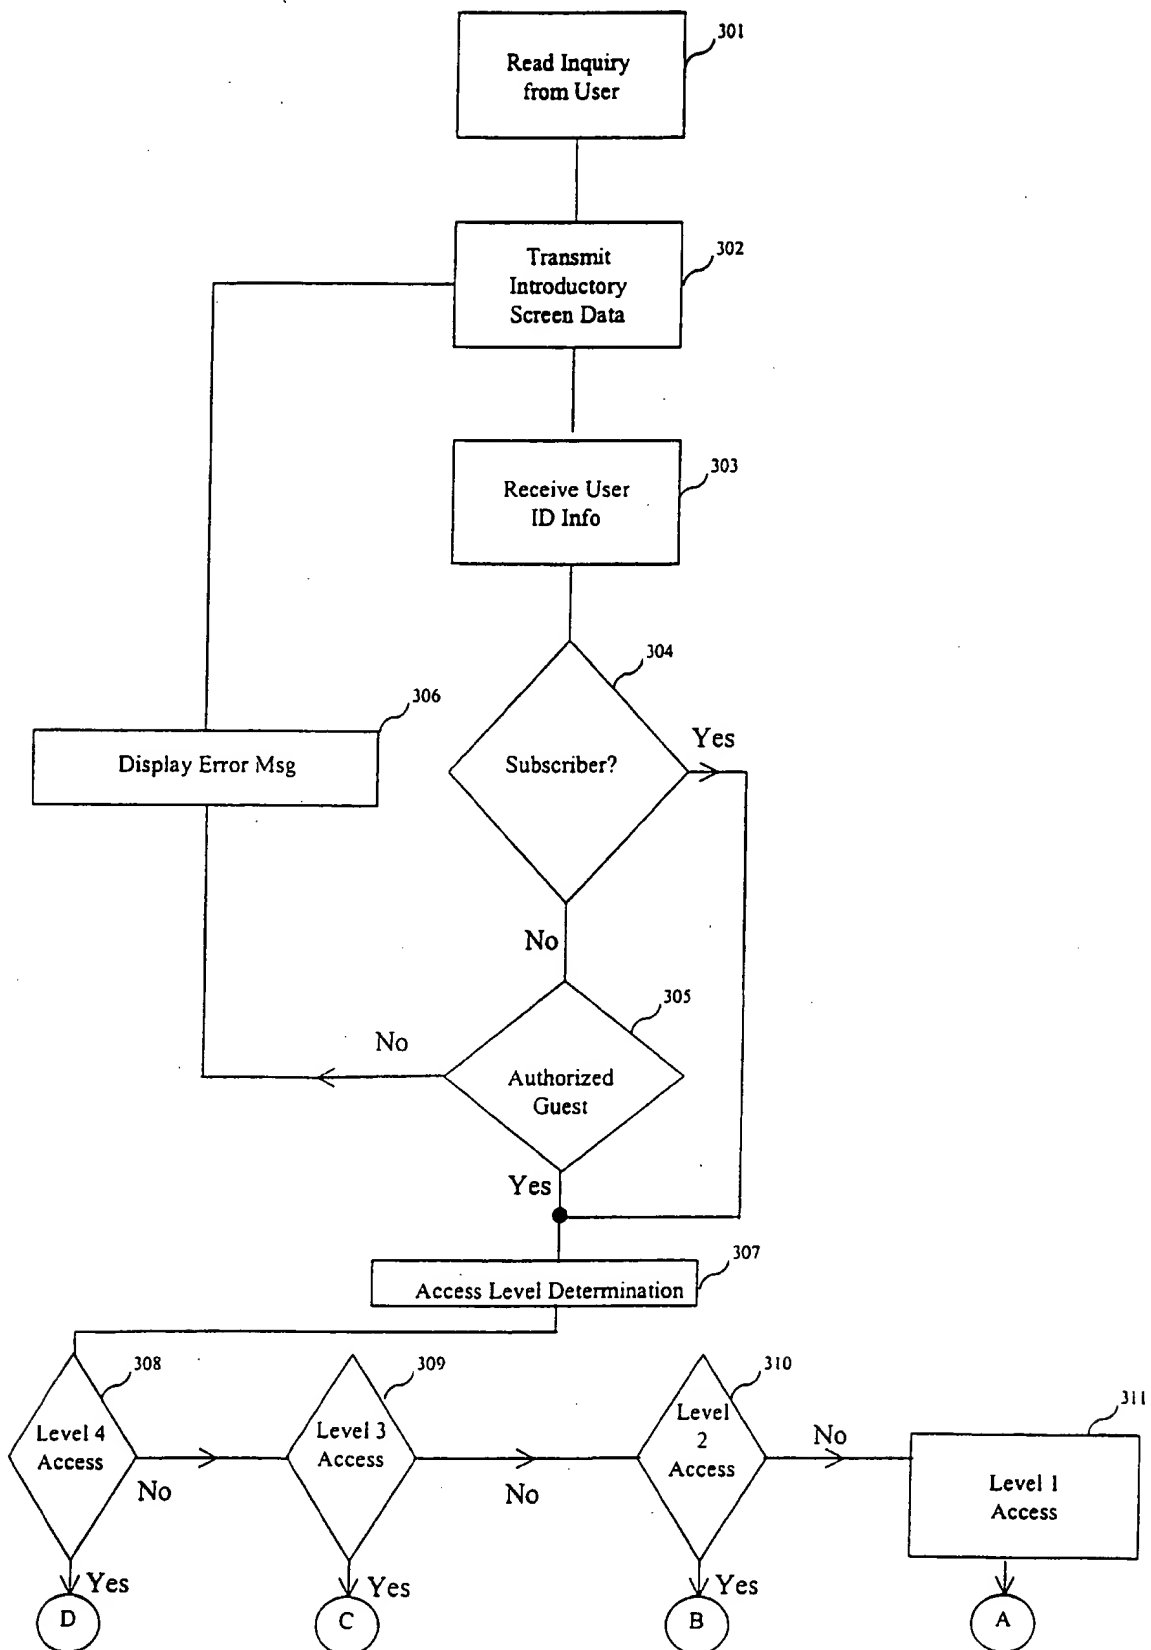 301
Read Inquiry
from User
302
Transmit
Introductory
Screen Data
303
Receive User
ID Info
304
306
Yes
Display Error Msg
Subscriber?
No
305
No
Authorized
Guest
Yes
307
Access Level Determination
308
309
310
311
Level 4
Access
Level 3
Access
Level
2
Access
No
Level 1
Access
No
No
Yes
Yes
Yes
D
C
B
A